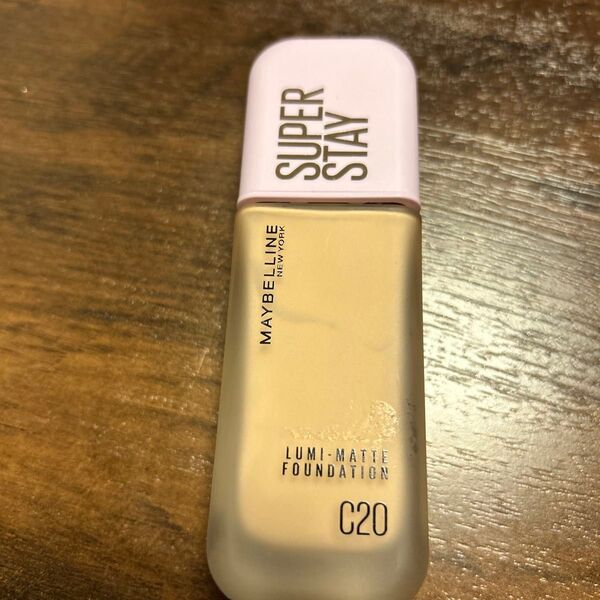 SUPER
STAY
MAYBELLINE
NEW YORK
LUMI-MATTE
FOUNDATION
C20